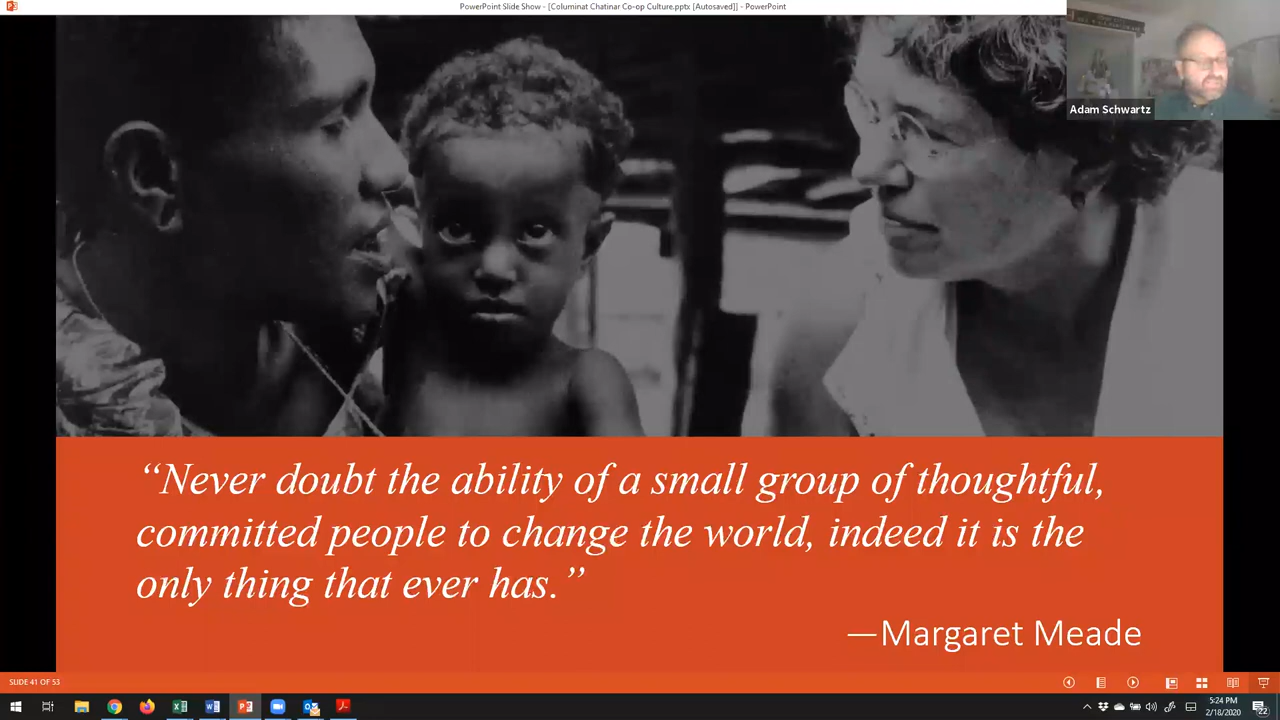 PowerPoint Slide Show - [Columinat Chatinar Co-op Culture.pptx [Autosaved]] - PowerPoint
Adam Schwartz
“Never doubt the ability of a small group of thoughtful,
committed people to change the world, indeed it is the
only thing that ever has.”
—Margaret Meade
SLIDE 41 OF 53
5:24 PM
2/18/2020
22